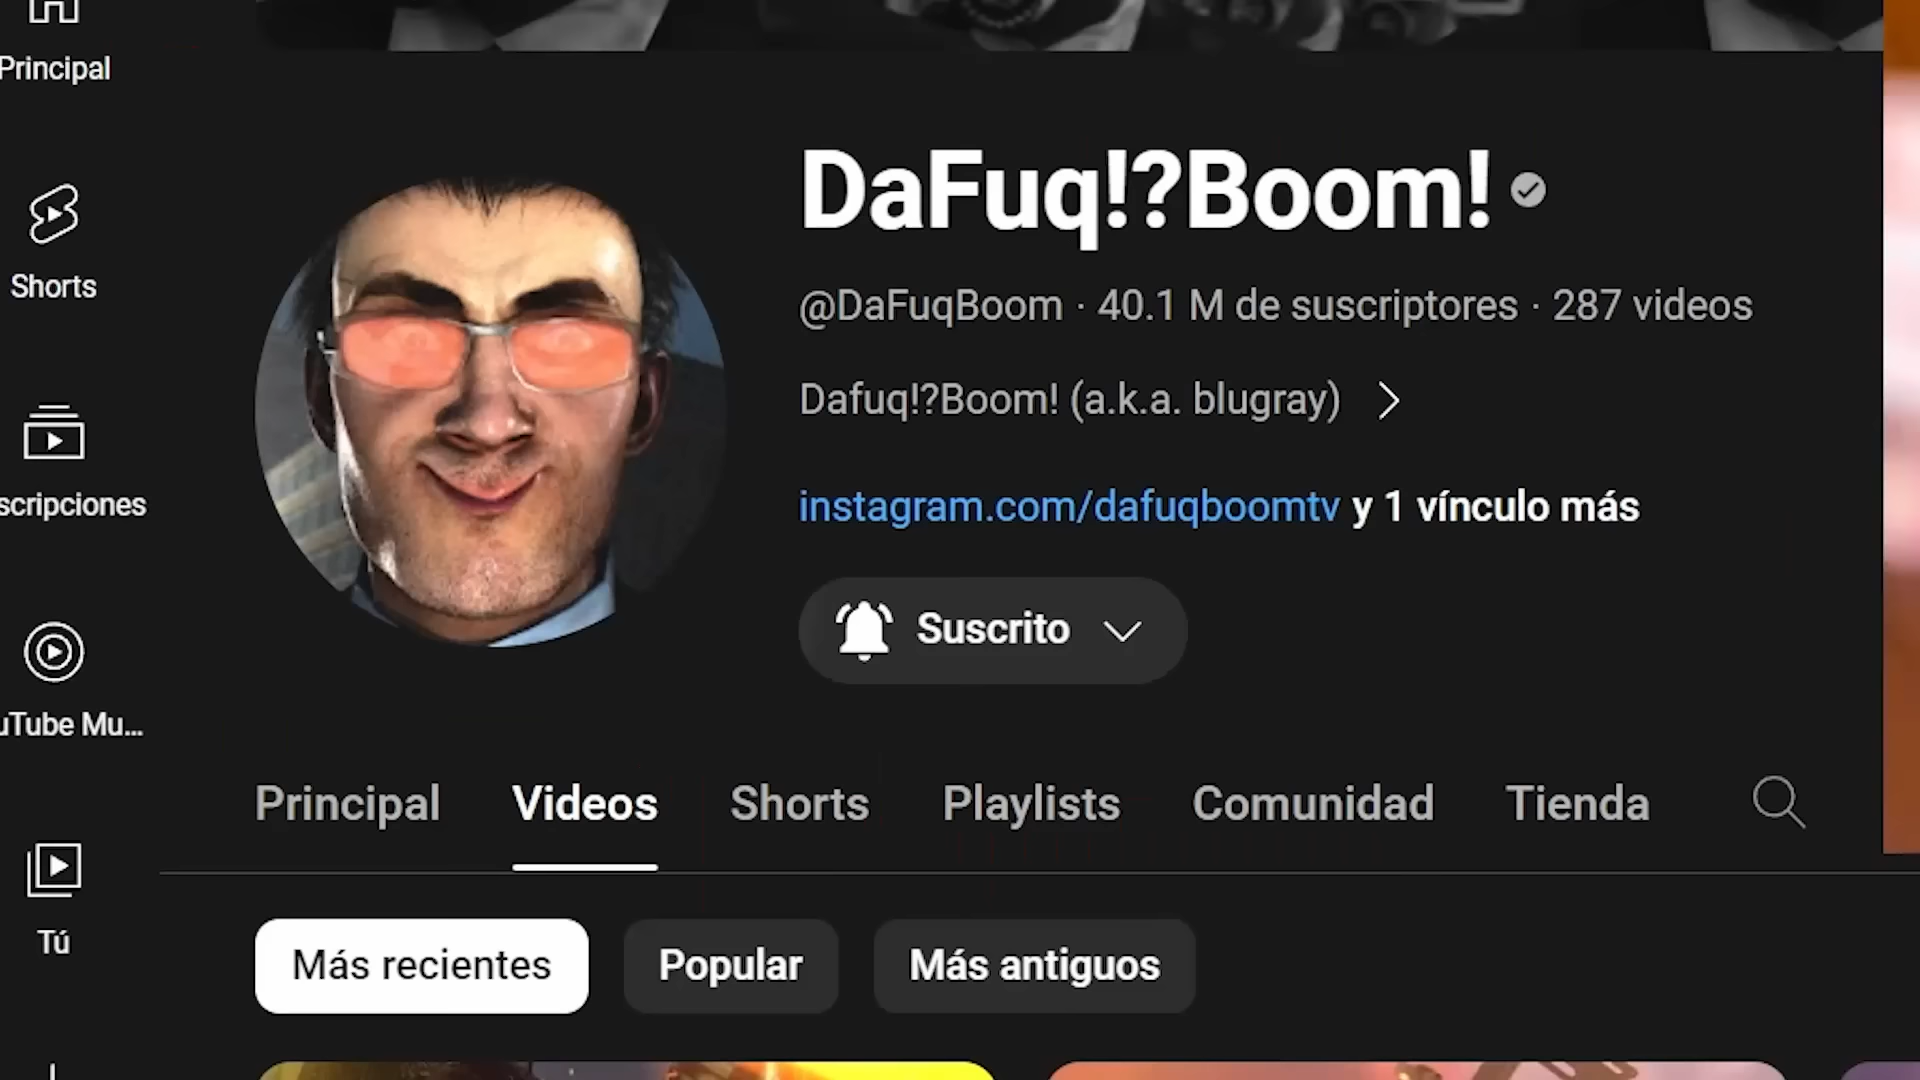 Principal
Shorts
scripciones
uTube Mu...
Tú
DaFuq!?Boom!
@DaFuqBoom · 40.1 M de suscriptores · 287 videos
Dafuq!?Boom! (a.k.a. blugray)
instagram.com/dafuqboomtv y 1 vínculo más
Suscrito
Principal Videos Shorts Playlists Comunidad Tienda
Más recientes Popular Más antiguos